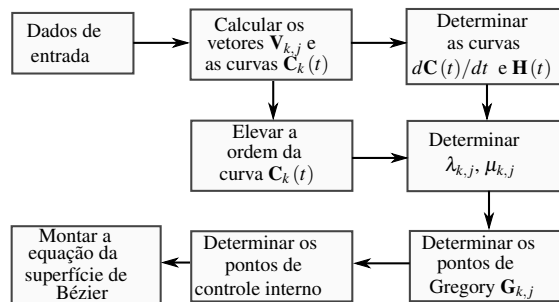 Dados de
entrada
Calcular os
vetores V_{k,j} e
as curvas C_k(t)
Determinar
as curvas
dC(t)/dt e H(t)
Elevar a
ordem da
curva C_k(t)
Determinar
λ_{k,j}, μ_{k,j}
Montar a
equação da
superfície de
Bézier
Determinar os
pontos de
controle interno
Determinar os
pontos de
Gregory G_{k,j}